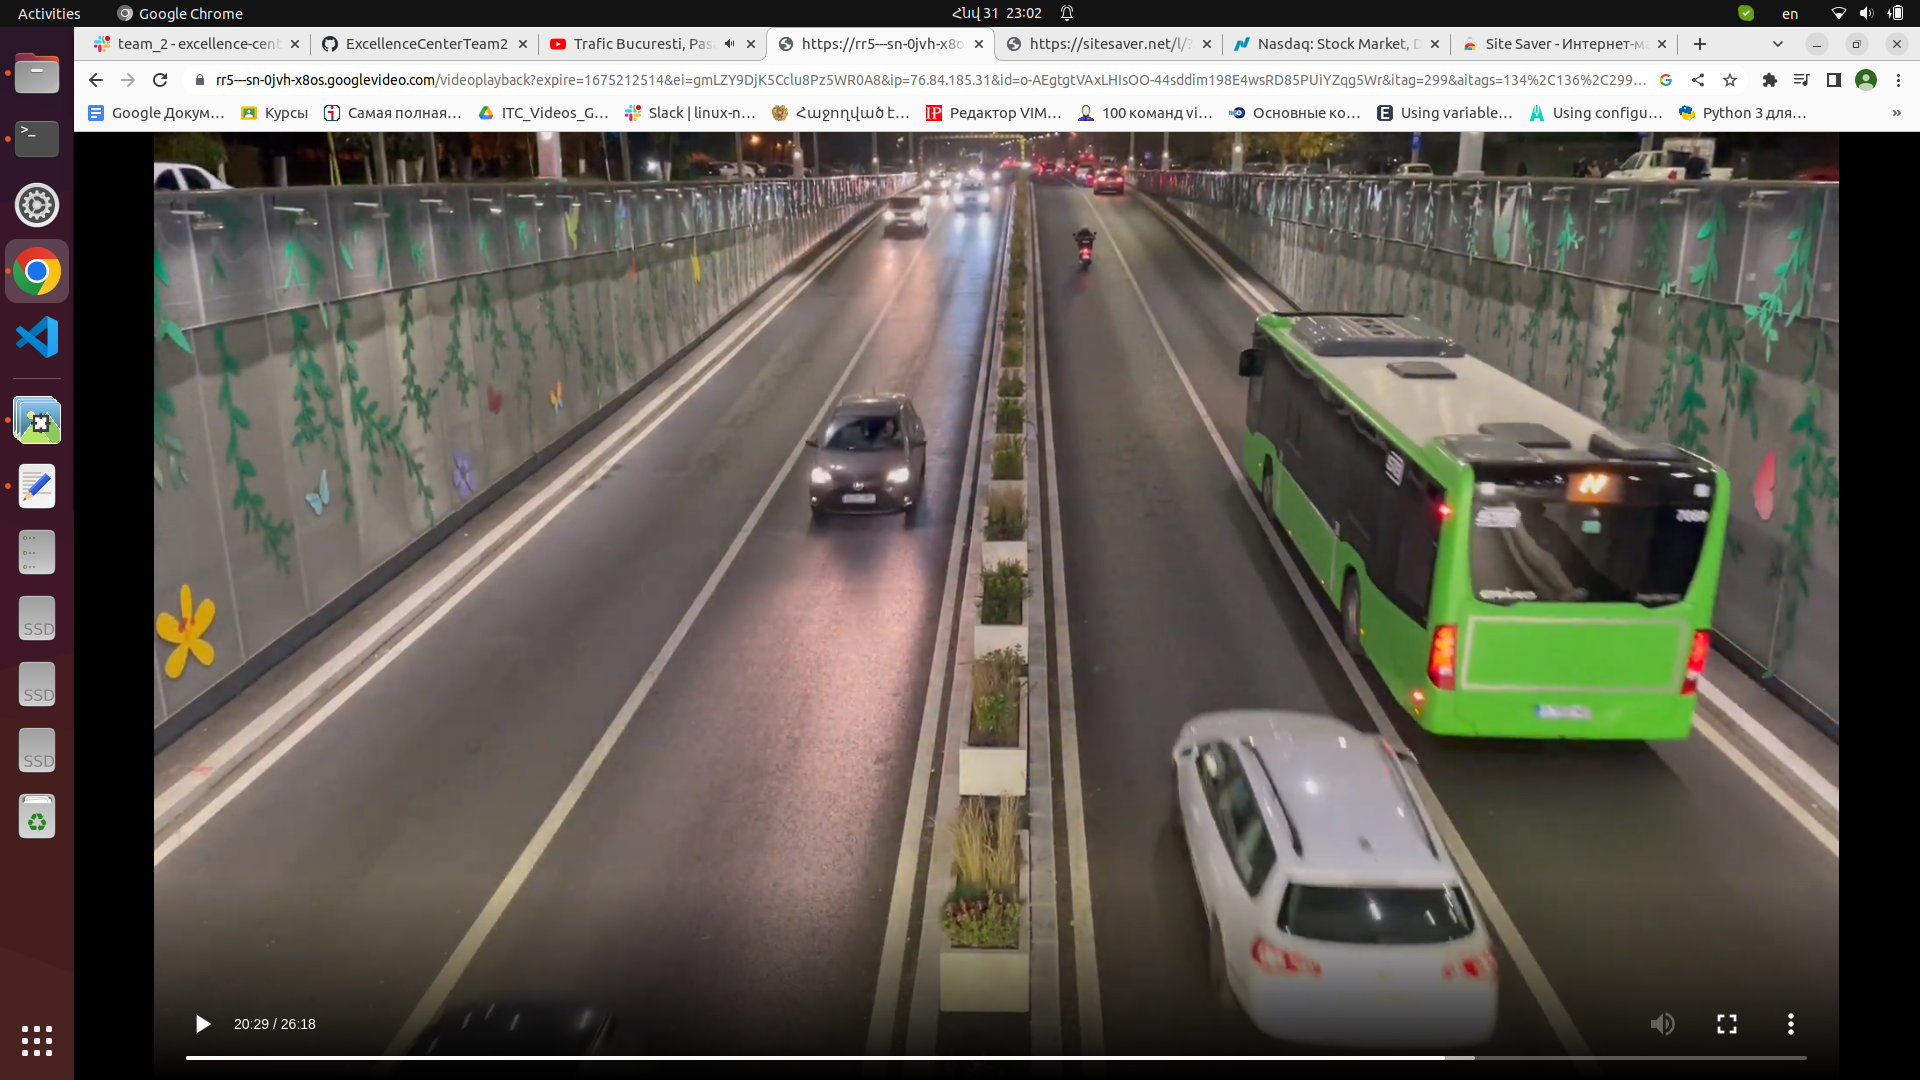 Activities
Google Chrome
Հնվ 31 23:02
en
team_2 - excellence-cent
ExcellenceCenterTeam2
Trafic Bucuresti, Pas
https://rr5---sn-0jvh-x8o
https://sitesaver.net/l/?
Nasdaq: Stock Market, D
Site Saver - Интернет-м
rr5---sn-0jvh-x8os.googlevideo.com/videoplayback?expire=1675212514&ei=gmLZY9DjK5Cclu8Pz5WR0A8&ip=76.84.185.31&id=o-AEgtgtVAxLHIsOO-44sddim198E4wsRD85PUiYZqg5Wr&itag=299&aitags=134%2C136%2C299...
Google Докум...
Курсы
Самая полная...
ITC_Videos_G...
Slack | linux-n...
Հաջողված է...
Редактор VIM...
100 команд vi...
Основные ко...
Using variable...
Using configu...
Python 3 для...
»
SSD
SSD
SSD
20:29 / 26:18